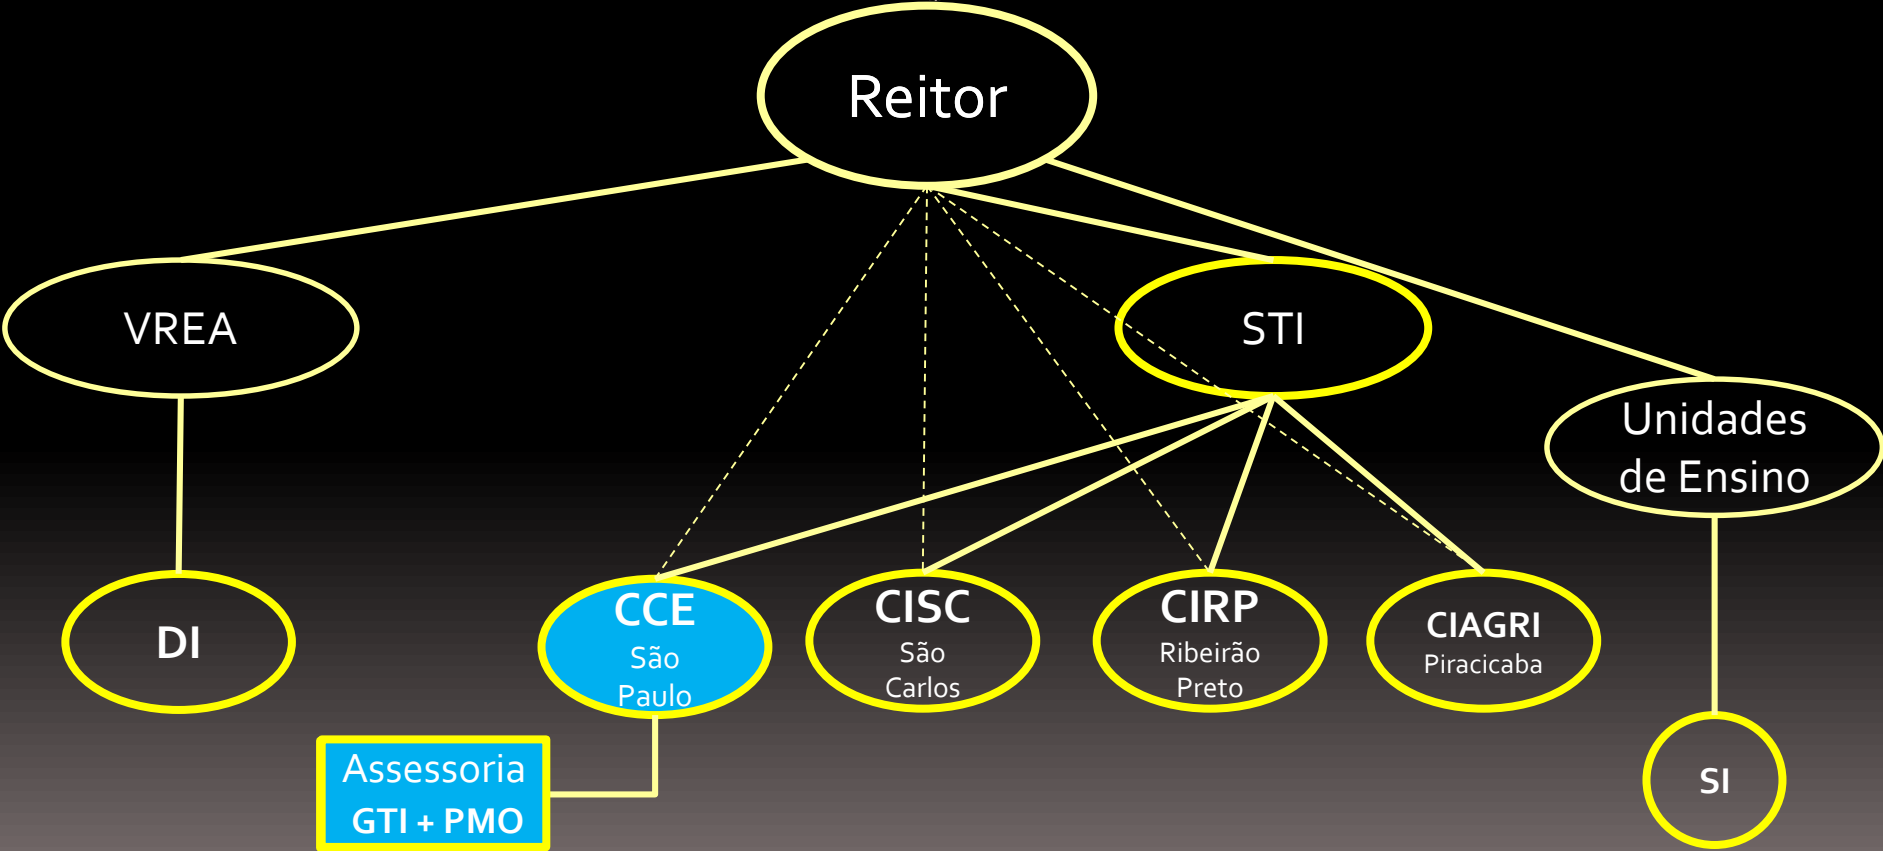 Reitor
VREA
STI
Unidades
de Ensino
DI
CCE
São
Paulo
CISC
São
Carlos
CIRP
Ribeirão
Preto
CIAGRI
Piracicaba
Assessoria
GTI + PMO
SI